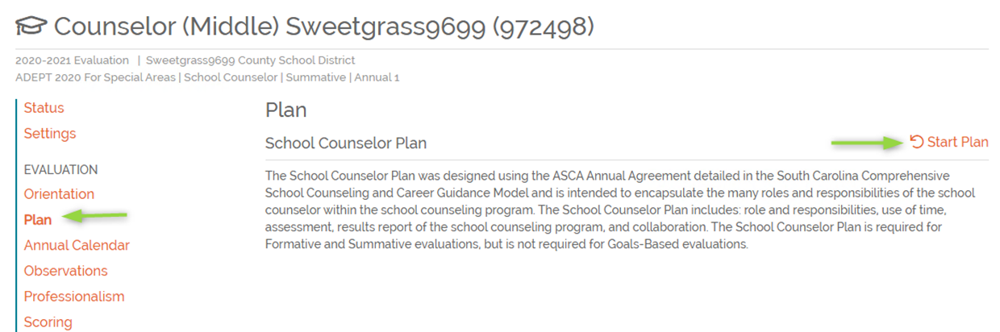 Counselor (Middle) Sweetgrass9699 (972498)
2020-2021 Evaluation | Sweetgrass9699 County School District
ADEPT 2020 For Special Areas | School Counselor | Summative | Annual 1
Status
Settings
EVALUATION
Orientation
Plan
Annual Calendar
Observations
Professionalism
Scoring
Plan
School Counselor Plan
Start Plan
The School Counselor Plan was designed using the ASCA Annual Agreement detailed in the South Carolina Comprehensive
School Counseling and Career Guidance Model and is intended to encapsulate the many roles and responsibilities of the school
counselor within the school counseling program. The School Counselor Plan includes: role and responsibilities, use of time,
assessment, results report of the school counseling program, and collaboration. The School Counselor Plan is required for
Formative and Summative evaluations, but is not required for Goals-Based evaluations.